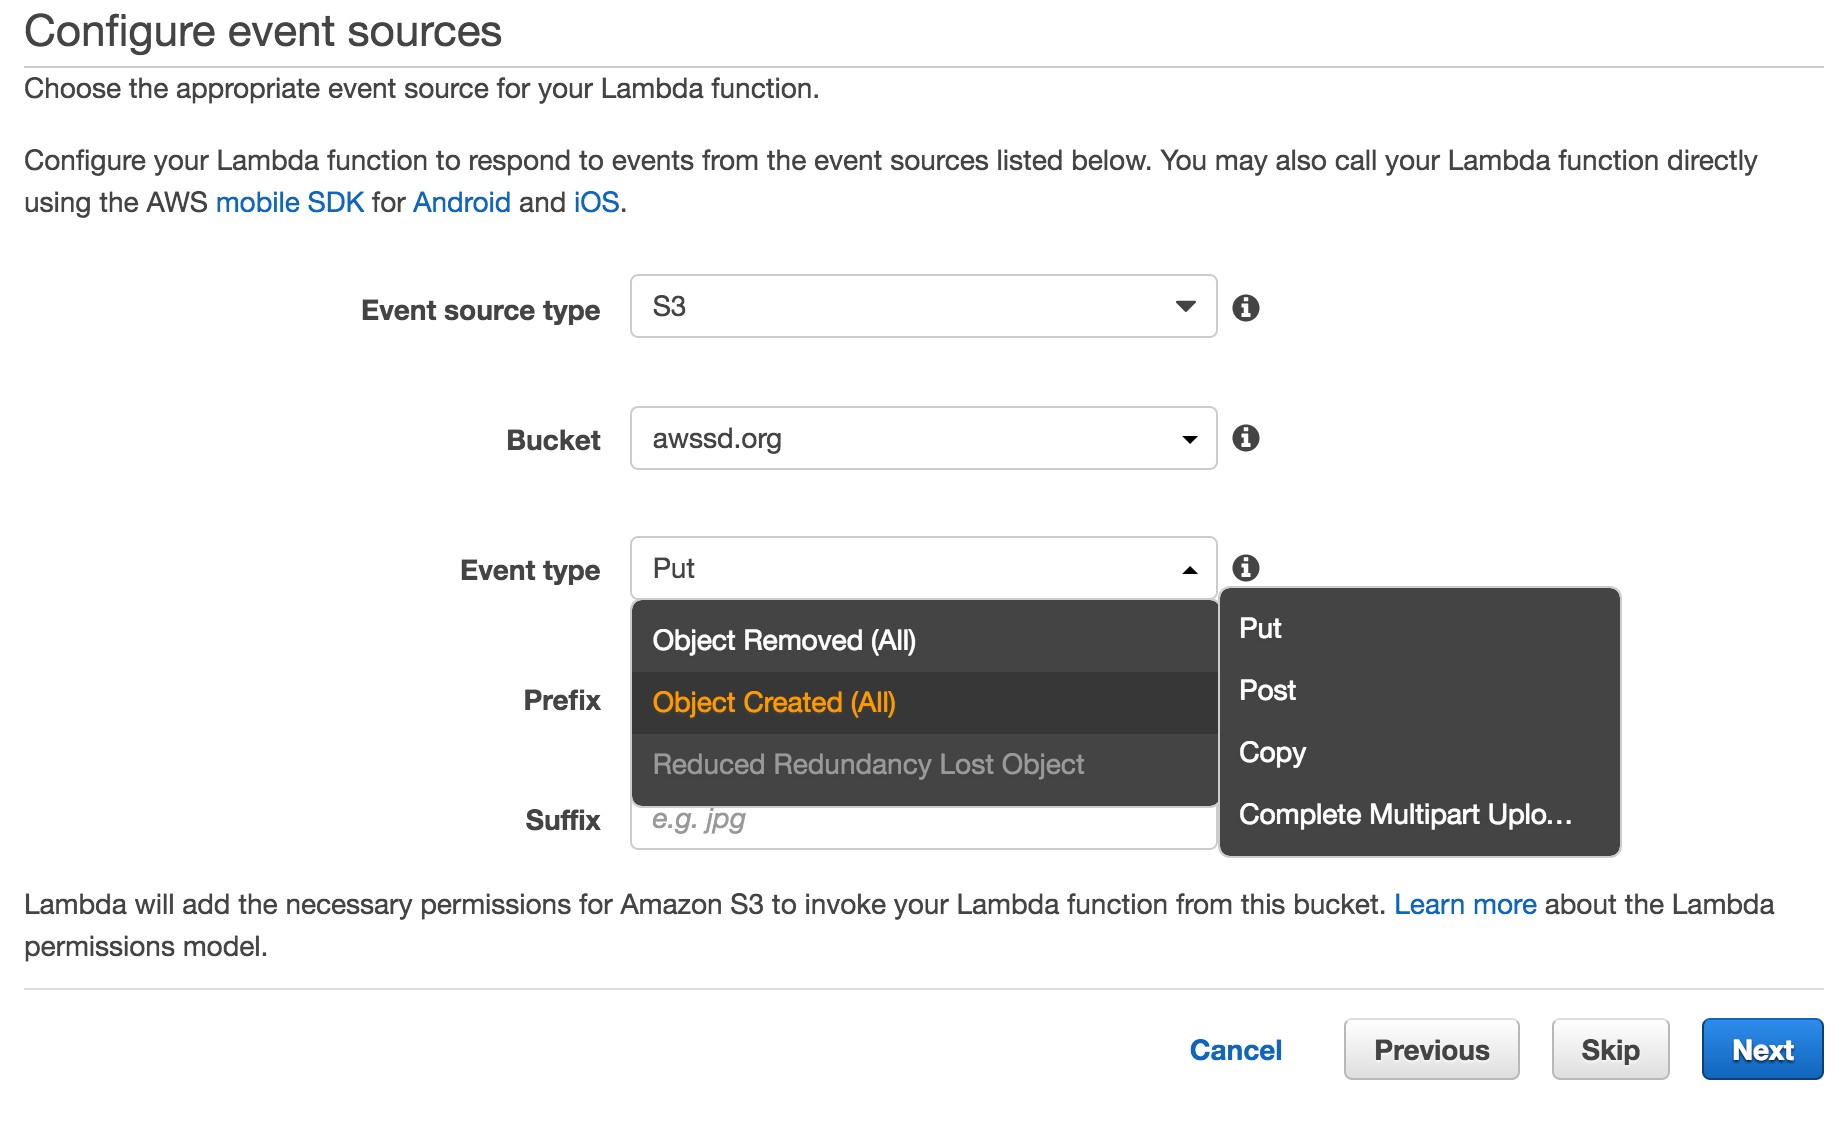 Configure event sources
Choose the appropriate event source for your Lambda function.
Configure your Lambda function to respond to events from the event sources listed below. You may also call your Lambda function directly
using the AWS mobile SDK for Android and iOS.
Event source type
S3
Bucket
awssd.org
Event type
Put
Object Removed (All)
Object Created (All)
Reduced Redundancy Lost Object
Put
Post
Copy
Complete Multipart Uplo...
Prefix
Suffix
e.g. jpg
Lambda will add the necessary permissions for Amazon S3 to invoke your Lambda function from this bucket. Learn more about the Lambda
permissions model.
Cancel
Previous
Skip
Next